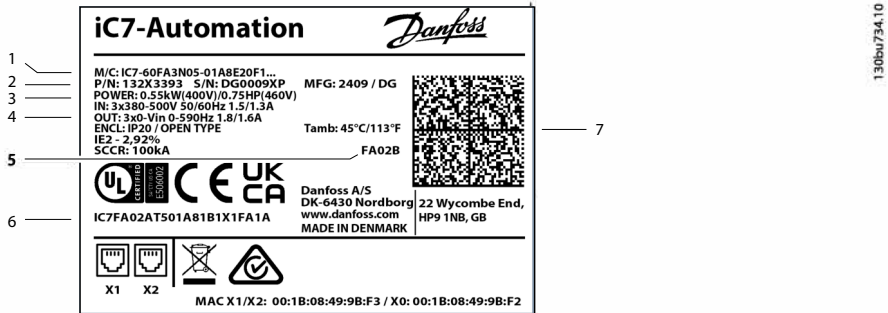 iC7-Automation
Danfoss
130bu734.10
1
M/C: IC7-60FA3N05-01A8E20F1...
2
P/N: 132X3393 S/N: DG0009XP MFG: 2409 / DG
3
POWER: 0.55kW(400V)/0.75HP(460V)
IN: 3x380-500V 50/60Hz 1.5/1.3A
4
OUT: 3x0-Vin 0-590Hz 1.8/1.6A
ENCL: IP20 / OPEN TYPE Tamb: 45°C/113°F
7
IE2 - 2,92%
5
SCCR: 100kA FA02B
UL CERTIFIED E506002
CE
UK CA
Danfoss A/S
DK-6430 Nordborg
www.danfoss.com
MADE IN DENMARK
22 Wycombe End,
HP9 1NB, GB
6
IC7FA02AT501A81B1X1FA1A
X1 X2
MAC X1/X2: 00:1B:08:49:9B:F3 / X0: 00:1B:08:49:9B:F2